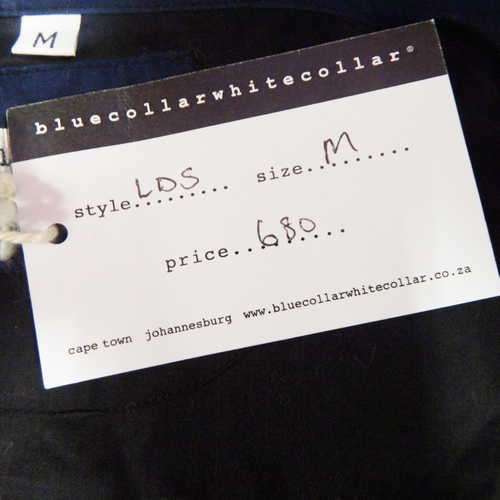 M
bluecollarwhitecollar®
style.LDS........ size...M........
price..680.....
cape town johannesburg www.bluecollarwhitecollar.co.za